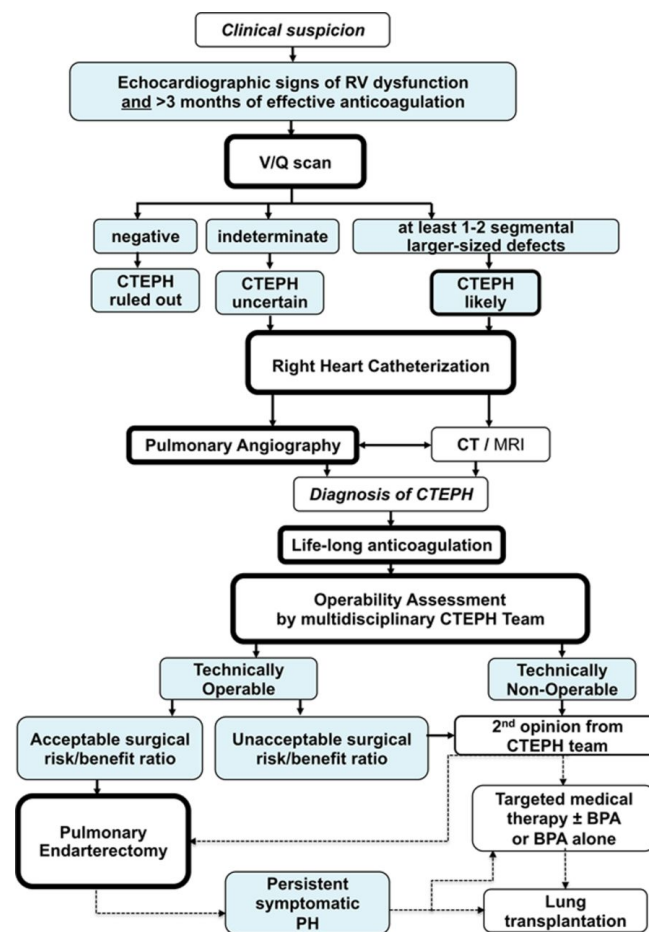 Clinical suspicion
Echocardiographic signs of RV dysfunction
and >3 months of effective anticoagulation
V/Q scan
negative
indeterminate
at least 1-2 segmental
larger-sized defects
CTEPH
ruled out
CTEPH
uncertain
CTEPH
likely
Right Heart Catheterization
Pulmonary Angiography
CT / MRI
Diagnosis of CTEPH
Life-long anticoagulation
Operability Assessment
by multidisciplinary CTEPH Team
Technically
Operable
Technically
Non-Operable
Acceptable surgical
risk/benefit ratio
Unacceptable surgical
risk/benefit ratio
2nd opinion from
CTEPH team
Pulmonary
Endarterectomy
Targeted medical
therapy ± BPA
or BPA alone
Persistent
symptomatic
PH
Lung
transplantation